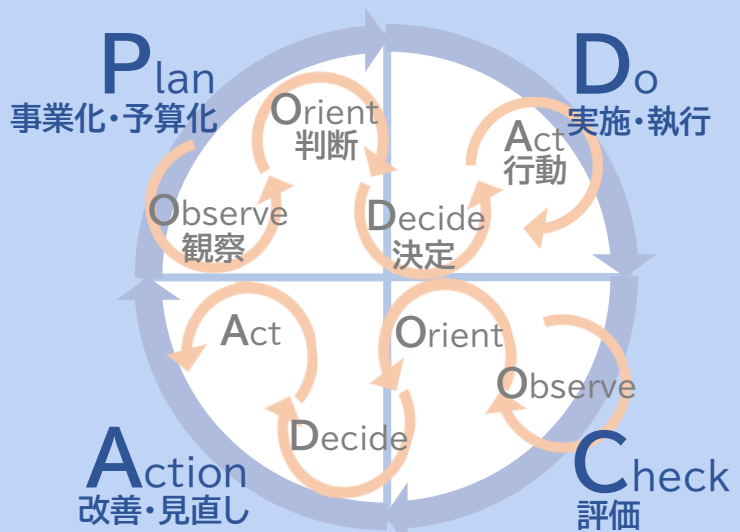 Plan
事業化・予算化
Do
実施・執行
Orient
判断
Act
行動
Observe
観察
Decide
決定
Act
Orient
Observe
Decide
Action
改善・見直し
Check
評価